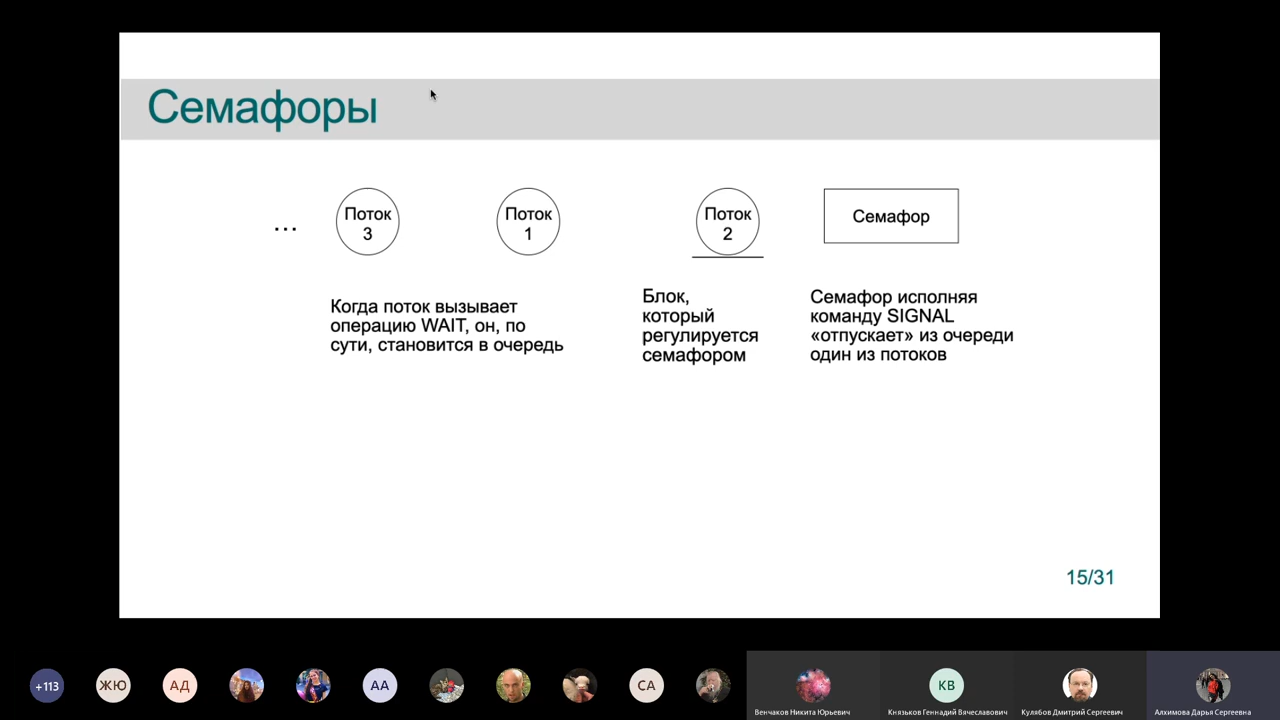 Семафоры
...
Поток
3
Поток
1
Поток
2
Семафор
Когда поток вызывает
операцию WAIT, он, по
сути, становится в очередь
Блок,
который
регулируется
семафором
Семафор исполняя
команду SIGNAL
«отпускает» из очереди
один из потоков
15/31
+113
ЖЮ
АД
АА
СА
КВ
Венчаков Никита Юрьевич
Князьков Геннадий Вячеславович
Кулябов Дмитрий Сергеевич
Алхимова Дарья Сергеевна